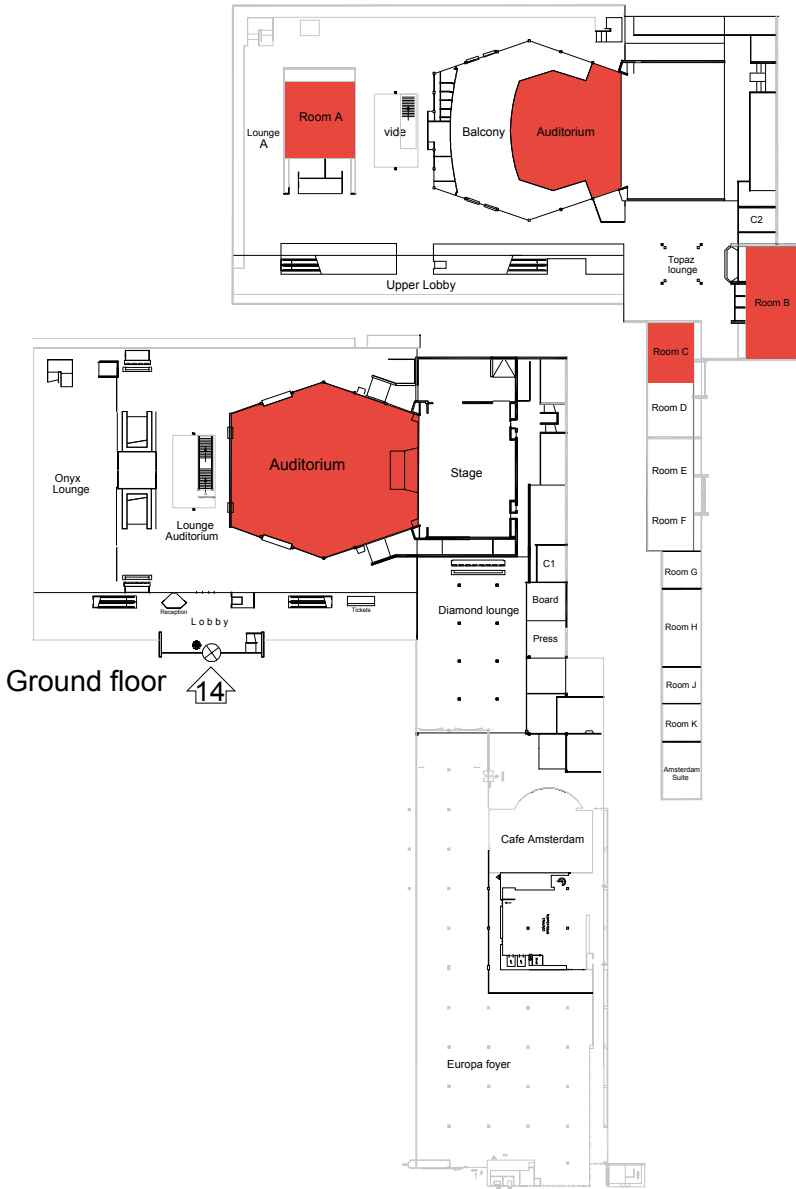 Room A
Lounge
A
vide
Balcony
Auditorium
C2
Topaz
lounge
Room B
Upper Lobby
Room C
Room D
Room E
Room F
Room G
Room H
Room J
Room K
Amsterdam
Suite
Onyx
Lounge
Lounge
Auditorium
Auditorium
Stage
C1
Board
Press
Diamond lounge
Reception
Lobby
Tickets
Ground floor
14
Cafe Amsterdam
Europa foyer